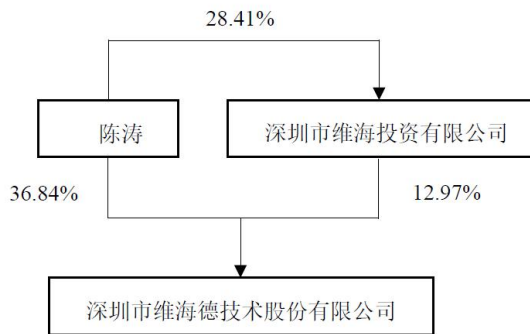 28.41%
陈涛
深圳市维海投资有限公司
36.84%
12.97%
深圳市维海德技术股份有限公司